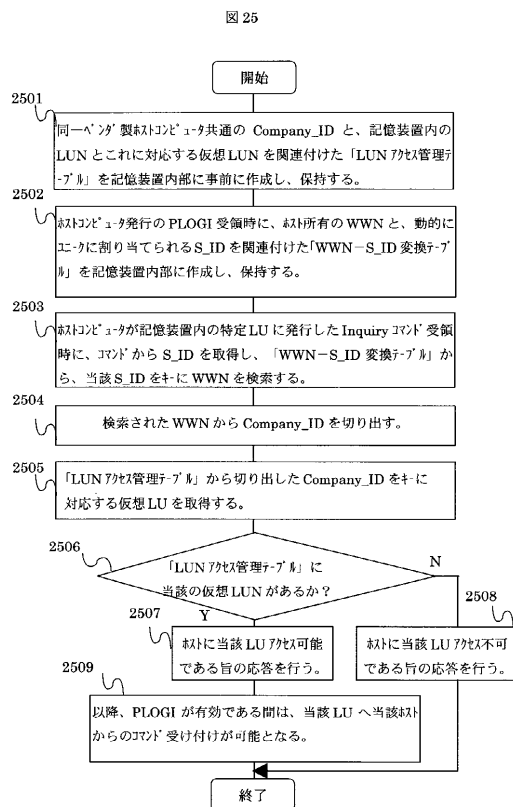 図 25
開始
2501
同一ﾍﾞﾝﾀﾞ製ﾎｽﾄｺﾝﾋﾟｭｰﾀ共通の Company_ID と、記憶装置内の
LUN とこれに対応する仮想 LUN を関連付けた「LUN ｱｸｾｽ管理ﾃ
ｰﾌﾞﾙ」を記憶装置内部に事前に作成し、保持する。
2502
ﾎｽﾄｺﾝﾋﾟｭｰﾀ発行の PLOGI 受領時に、ﾎｽﾄ所有の WWN と、動的に
ﾕﾆｰｸに割り当てられる S_ID を関連付けた「WWN－S_ID 変換ﾃｰﾌﾞ
ﾙ」を記憶装置内部に作成し、保持する。
2503
ﾎｽﾄｺﾝﾋﾟｭｰﾀが記憶装置内の特定 LU に発行した Inquiry ｺﾏﾝﾄﾞ受領
時に、ｺﾏﾝﾄﾞから S_ID を取得し、「WWN－S_ID 変換ﾃｰﾌﾞﾙ」か
ら、当該 S_ID をｷｰに WWN を検索する。
2504
検索された WWN から Company_ID を切り出す。
2505
「LUN ｱｸｾｽ管理ﾃｰﾌﾞﾙ」から切り出した Company_ID をｷｰに
対応する仮想 LU を取得する。
2506
「LUN ｱｸｾｽ管理ﾃｰﾌﾞﾙ」に
当該の仮想 LUN があるか？
N
Y
2507
ﾎｽﾄに当該 LU ｱｸｾｽ可能
である旨の応答を行う。
2508
ﾎｽﾄに当該 LU ｱｸｾｽ不可
である旨の応答を行う。
2509
以降、PLOGI が有効である間は、当該 LU へ当該ﾎｽﾄ
からのｺﾏﾝﾄﾞ受け付けが可能となる。
終了